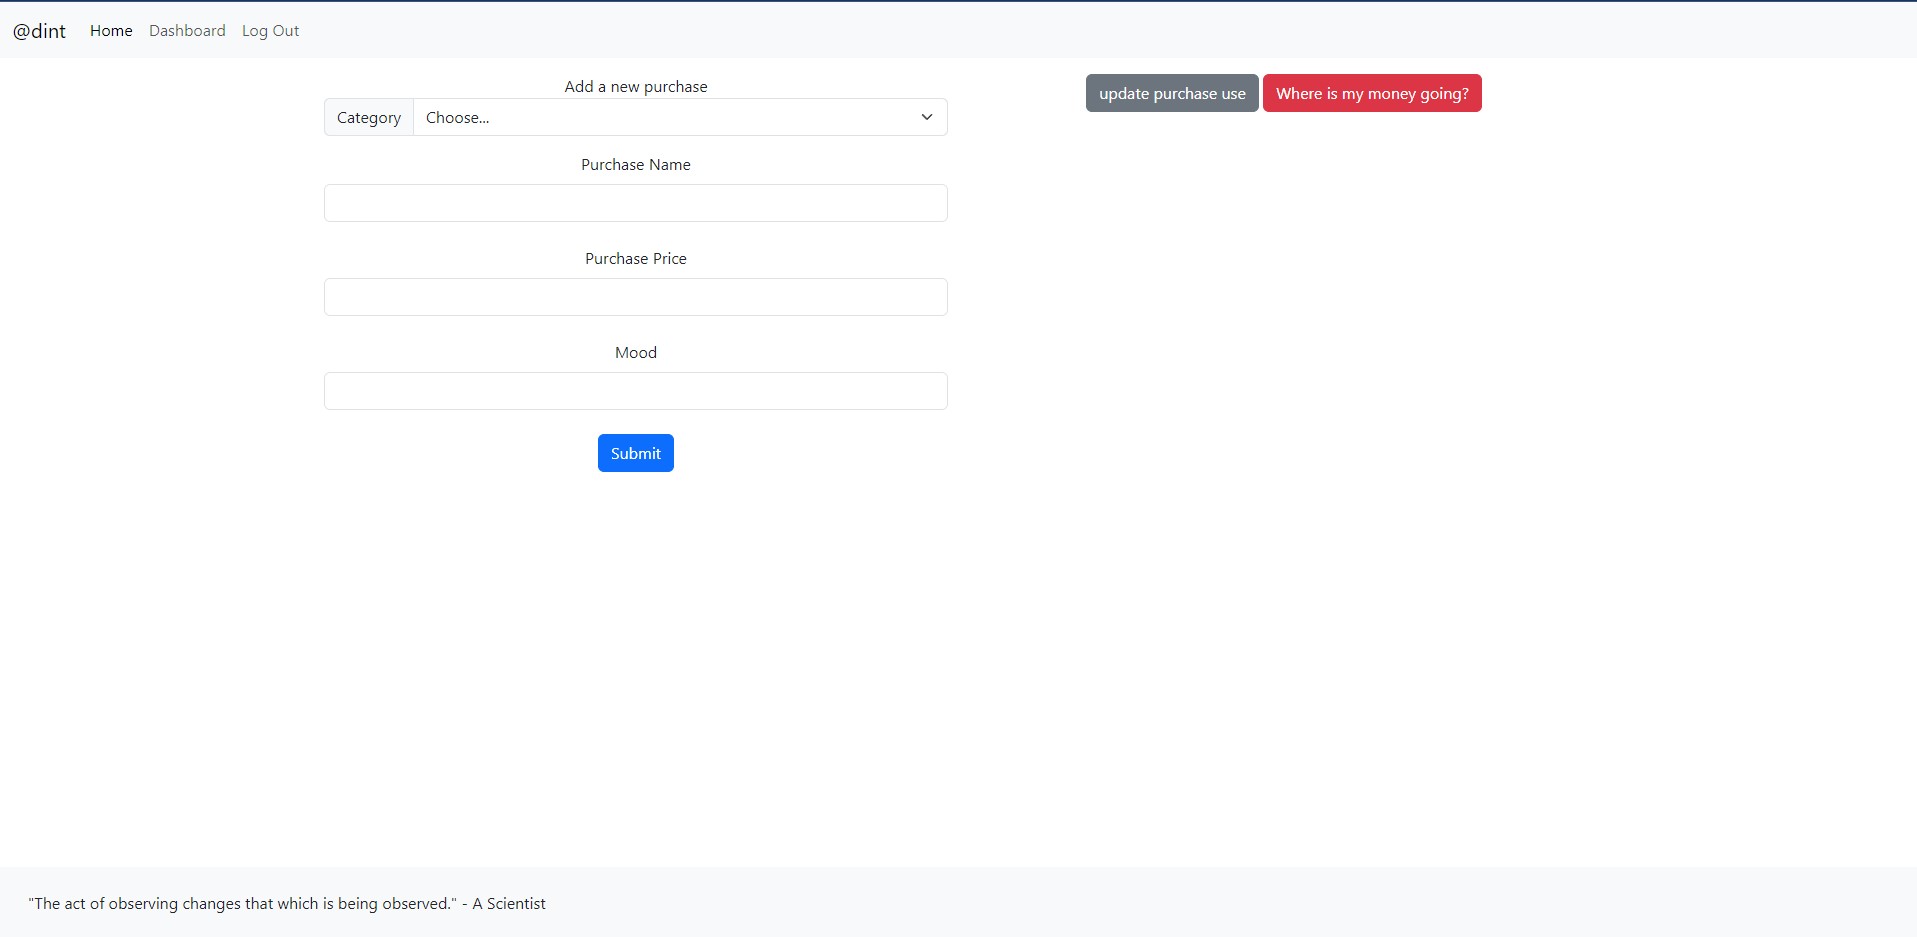 @dint Home Dashboard Log Out
Add a new purchase
Category Choose...
Purchase Name
Purchase Price
Mood
Submit
update purchase use Where is my money going?
"The act of observing changes that which is being observed." - A Scientist